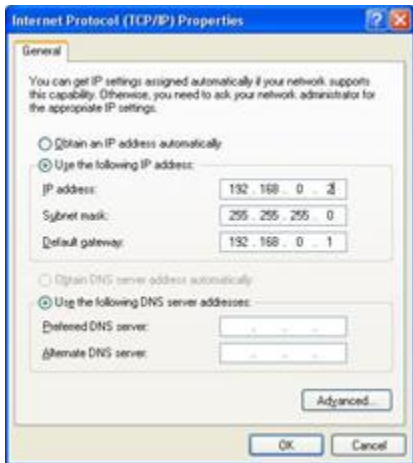 Internet Protocol (TCP/IP) Properties
General
You can get IP settings assigned automatically if your network supports
this capability. Otherwise, you need to ask your network administrator for
the appropriate IP settings.
Obtain an IP address automatically
Use the following IP address:
IP address: 192 . 168 . 0 . 2
Subnet mask: 255 . 255 . 255 . 0
Default gateway: 192 . 168 . 0 . 1
Obtain DNS server address automatically
Use the following DNS server addresses:
Preferred DNS server: . . .
Alternate DNS server: . . .
Advanced...
OK Cancel